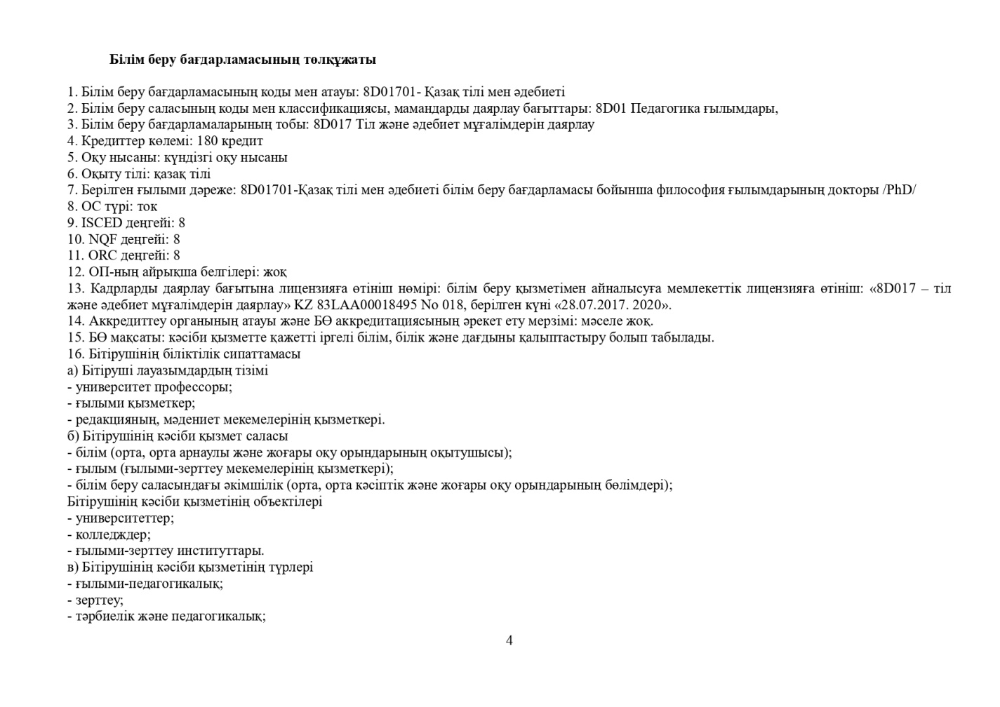 Білім беру бағдарламасының төлқұжаты
1. Білім беру бағдарламасының коды мен атауы: 8D01701- Қазақ тілі мен әдебиеті
2. Білім беру саласының коды мен классификациясы, мамандарды даярлау бағыттары: 8D01 Педагогика ғылымдары,
3. Білім беру бағдарламаларының тобы: 8D017 Тіл және әдебиет мұғалімдерін даярлау
4. Кредиттер көлемі: 180 кредит
5. Оқу нысаны: күндізгі оқу нысаны
6. Оқыту тілі: қазақ тілі
7. Берілген ғылыми дәреже: 8D01701-Қазақ тілі мен әдебиеті білім беру бағдарламасы бойынша философия ғылымдарының докторы /PhD/
8. ОС түрі: ток
9. ISCED деңгейі: 8
10. NQF деңгейі: 8
11. ORC деңгейі: 8
12. ОП-ның айрықша белгілері: жоқ
13. Кадрларды даярлау бағытына лицензияға өтініш нөмірі: білім беру қызметімен айналысуға мемлекеттік лицензияға өтініш: «8D017 – тіл
және әдебиет мұғалімдерін даярлау» KZ 83LAA00018495 No 018, берілген күні «28.07.2017. 2020».
14. Аккредиттеу органының атауы және БӨ аккредитациясының әрекет ету мерзімі: мәселе жоқ.
15. БӨ мақсаты: кәсіби қызметте қажетті іргелі білім, білік және дағдыны қалыптастыру болып табылады.
16. Бітірушінің біліктілік сипаттамасы
а) Бітіруші лауазымдардың тізімі
- университет профессоры;
- ғылыми қызметкер;
- редакцияның, мәдениет мекемелерінің қызметкері.
б) Бітірушінің кәсіби қызмет саласы
- білім (орта, орта арнаулы және жоғары оқу орындарының оқытушысы);
- ғылым (ғылыми-зерттеу мекемелерінің қызметкері);
- білім беру саласындағы әкімшілік (орта, орта кәсіптік және жоғары оқу орындарының бөлімдері);
Бітірушінің кәсіби қызметінің объектілері
- университеттер;
- колледждер;
- ғылыми-зерттеу институттары.
в) Бітірушінің кәсіби қызметінің түрлері
- ғылыми-педагогикалық;
- зерттеу;
- тәрбиелік және педагогикалық;
4